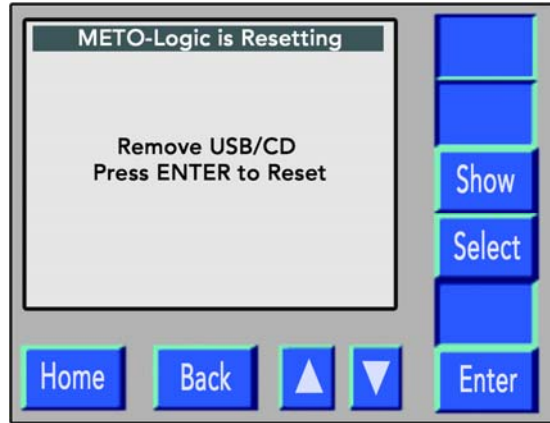 METO-Logic is Resetting
Remove USB/CD
Press ENTER to Reset
Show
Select
Home
Back
Enter